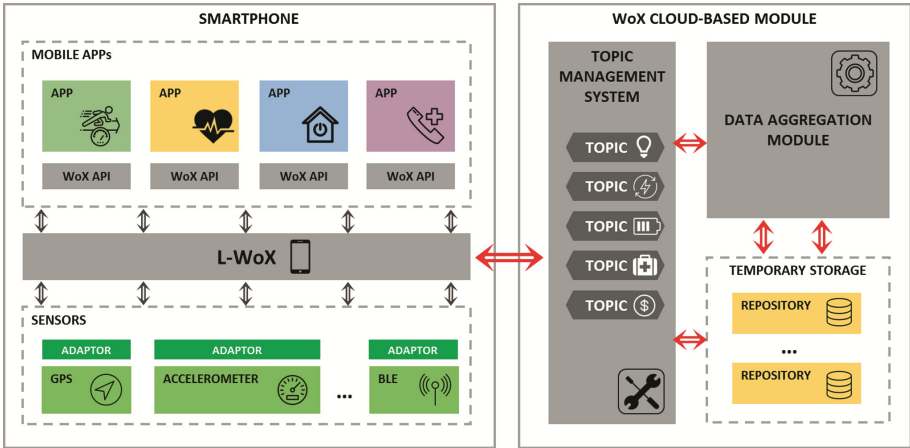 SMARTPHONE
MOBILE APPs
APP
APP
APP
APP
WoX API
WoX API
WoX API
WoX API
L-WoX
SENSORS
ADAPTOR
ADAPTOR
ADAPTOR
GPS
ACCELEROMETER
...
BLE
WoX CLOUD-BASED MODULE
TOPIC
MANAGEMENT
SYSTEM
TOPIC
TOPIC
TOPIC
TOPIC
TOPIC $
DATA AGGREGATION
MODULE
TEMPORARY STORAGE
REPOSITORY
...
REPOSITORY